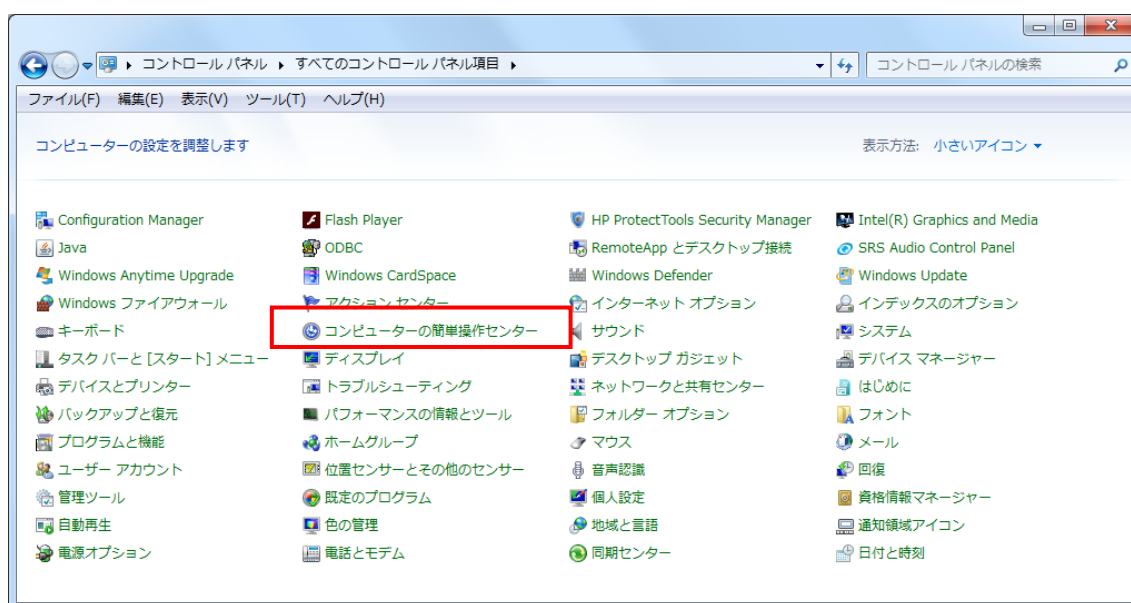 コントロール パネル すべてのコントロール パネル項目 コントロール パネルの検索
ファイル(F) 編集(E) 表示(V) ツール(T) ヘルプ(H)
コンピューターの設定を調整します 表示方法: 小さいアイコン
Configuration Manager Flash Player HP ProtectTools Security Manager Intel(R) Graphics and Media
Java ODBC RemoteApp とデスクトップ接続 SRS Audio Control Panel
Windows Anytime Upgrade Windows CardSpace Windows Defender Windows Update
Windows ファイアウォール アクション センター インターネット オプション インデックスのオプション
キーボード コンピューターの簡単操作センター サウンド システム
タスク バーと [スタート] メニュー ディスプレイ デスクトップ ガジェット デバイス マネージャー
デバイスとプリンター トラブルシューティング ネットワークと共有センター はじめに
バックアップと復元 パフォーマンスの情報とツール フォルダー オプション フォント
プログラムと機能 ホームグループ マウス メール
ユーザー アカウント 位置センサーとその他のセンサー 音声認識 回復
管理ツール 既定のプログラム 個人設定 資格情報マネージャー
自動再生 色の管理 地域と言語 通知領域アイコン
電源オプション 電話とモデム 同期センター 日付と時刻